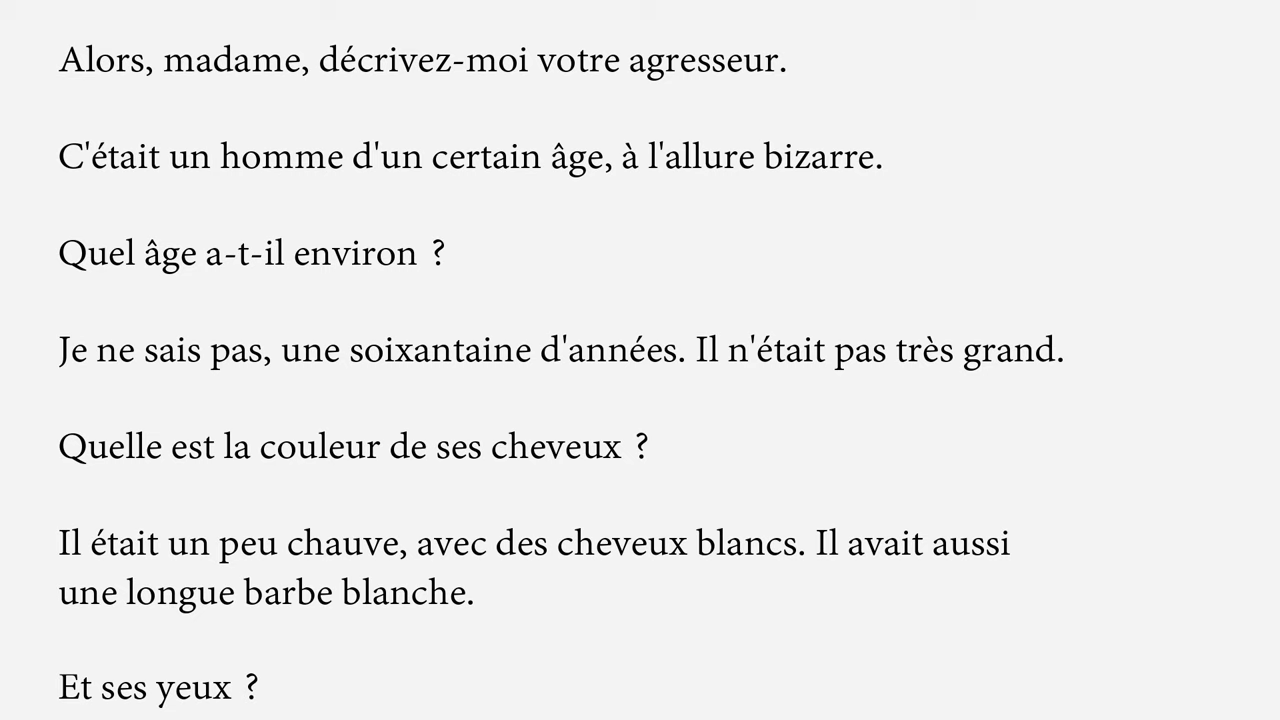 Alors, madame, décrivez-moi votre agresseur.
C'était un homme d'un certain âge, à l'allure bizarre.
Quel âge a-t-il environ ?
Je ne sais pas, une soixantaine d'années. Il n'était pas très grand.
Quelle est la couleur de ses cheveux ?
Il était un peu chauve, avec des cheveux blancs. Il avait aussi
une longue barbe blanche.
Et ses yeux ?